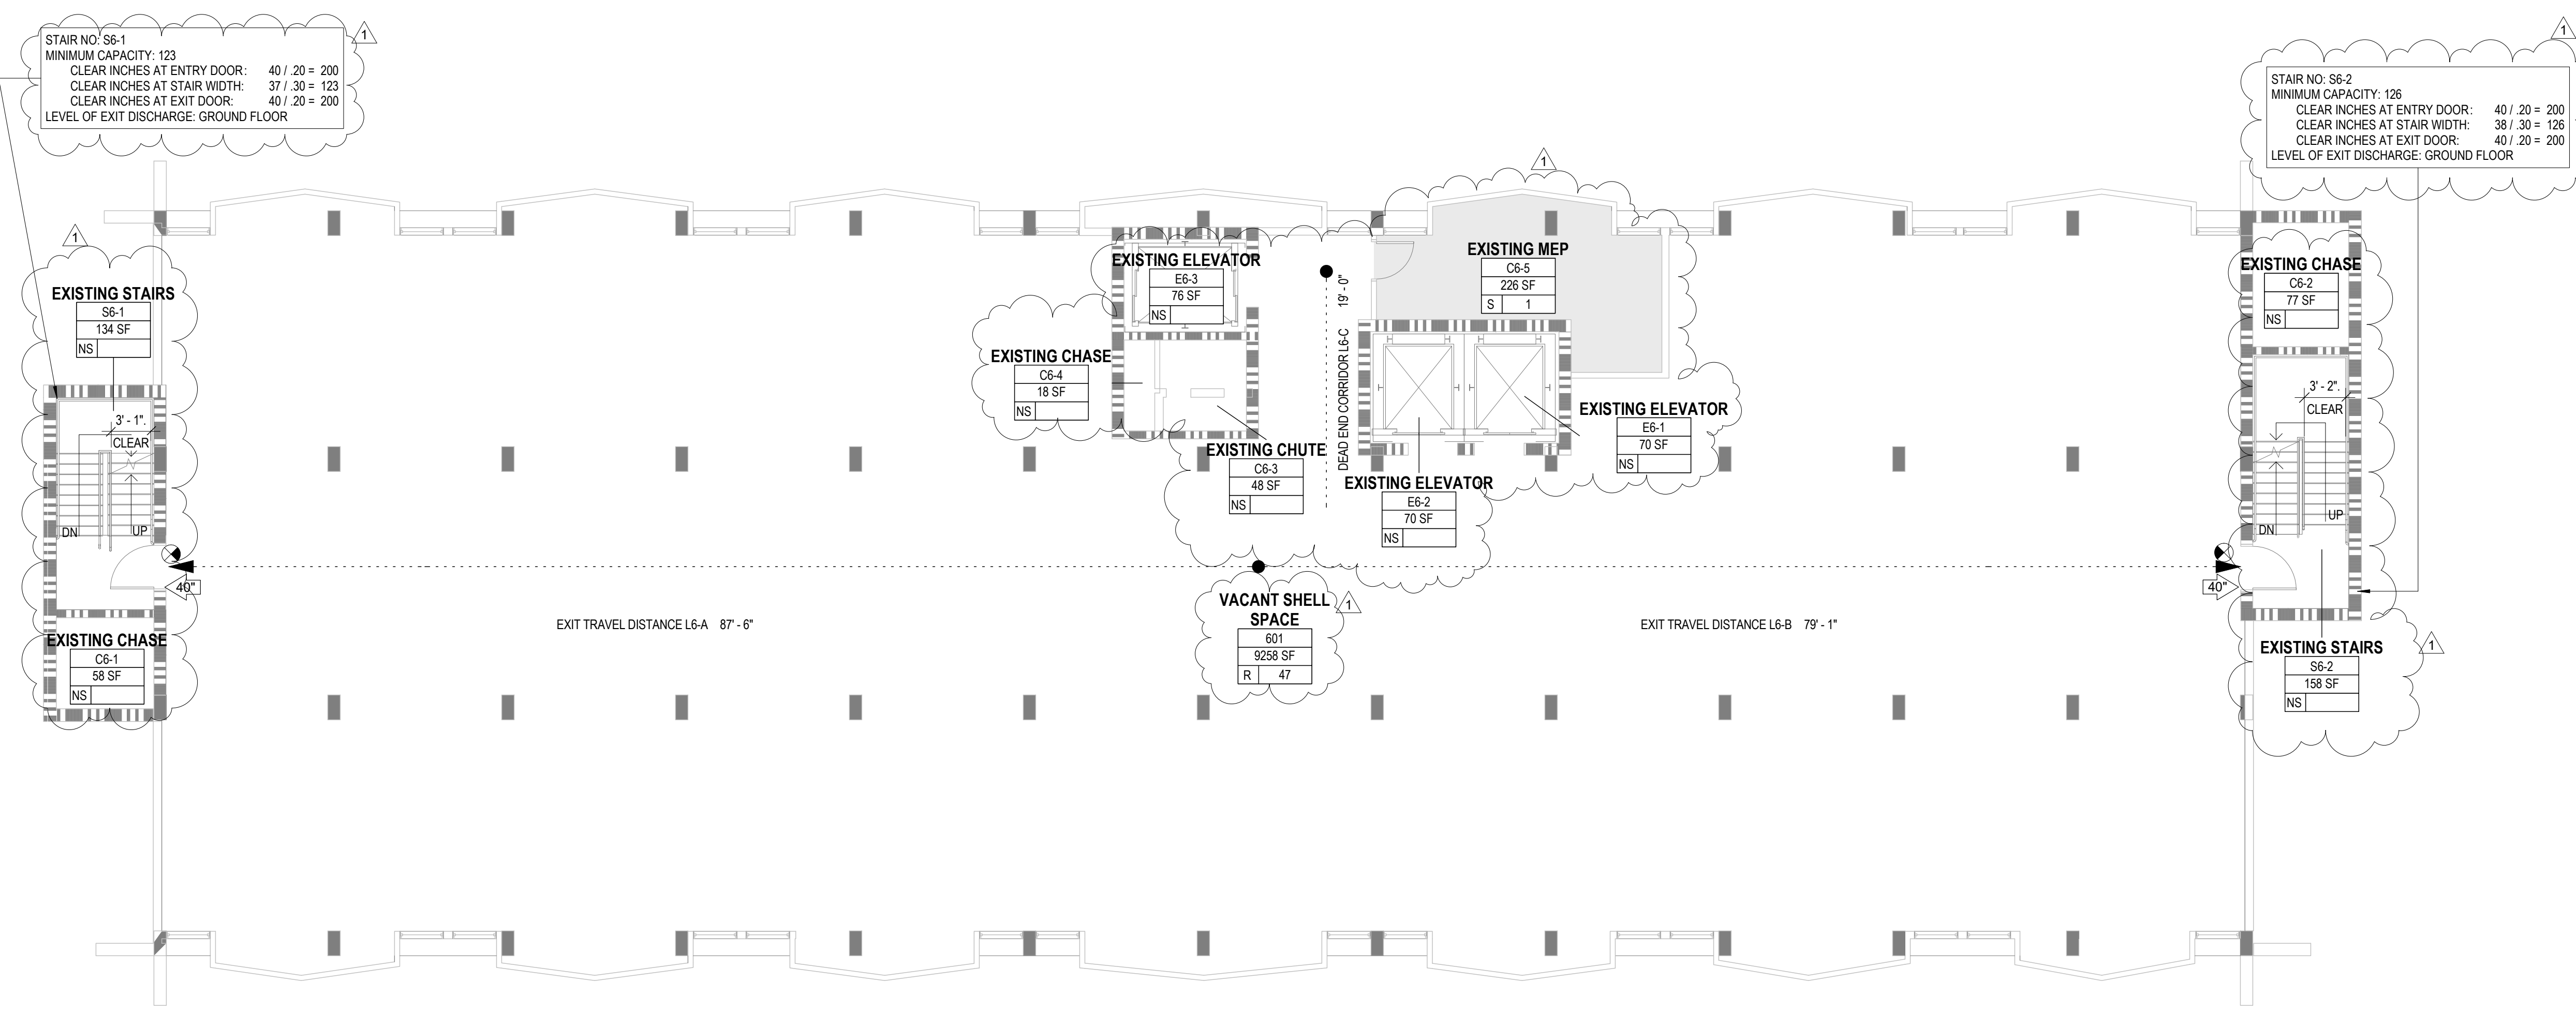 STAIR NO: S6-1
MINIMUM CAPACITY: 123
CLEAR INCHES AT ENTRY DOOR: 40 / .20 = 200
CLEAR INCHES AT STAIR WIDTH: 37 / .30 = 123
CLEAR INCHES AT EXIT DOOR: 40 / .20 = 200
LEVEL OF EXIT DISCHARGE: GROUND FLOOR
1
1
STAIR NO: S6-2
MINIMUM CAPACITY: 126
CLEAR INCHES AT ENTRY DOOR: 40 / .20 = 200
CLEAR INCHES AT STAIR WIDTH: 38 / .30 = 126
CLEAR INCHES AT EXIT DOOR: 40 / .20 = 200
LEVEL OF EXIT DISCHARGE: GROUND FLOOR
1
1
EXISTING STAIRS
S6-1
134 SF
NS
3' - 1".
CLEAR
DN
UP
40"
EXISTING CHASE
C6-1
58 SF
NS
EXISTING ELEVATOR
E6-3
76 SF
NS
EXISTING CHASE
C6-4
18 SF
NS
EXISTING CHUTE
C6-3
48 SF
NS
DEAD END CORRIDOR L6-C 19' - 0"
EXISTING MEP
C6-5
226 SF
S 1
EXISTING ELEVATOR
E6-1
70 SF
NS
EXISTING ELEVATOR
E6-2
70 SF
NS
EXIT TRAVEL DISTANCE L6-A 87' - 6"
VACANT SHELL
SPACE
1
601
9258 SF
R 47
EXIT TRAVEL DISTANCE L6-B 79' - 1"
EXISTING CHASE
C6-2
77 SF
NS
3' - 2".
CLEAR
DN
UP
40"
EXISTING STAIRS
1
S6-2
158 SF
NS